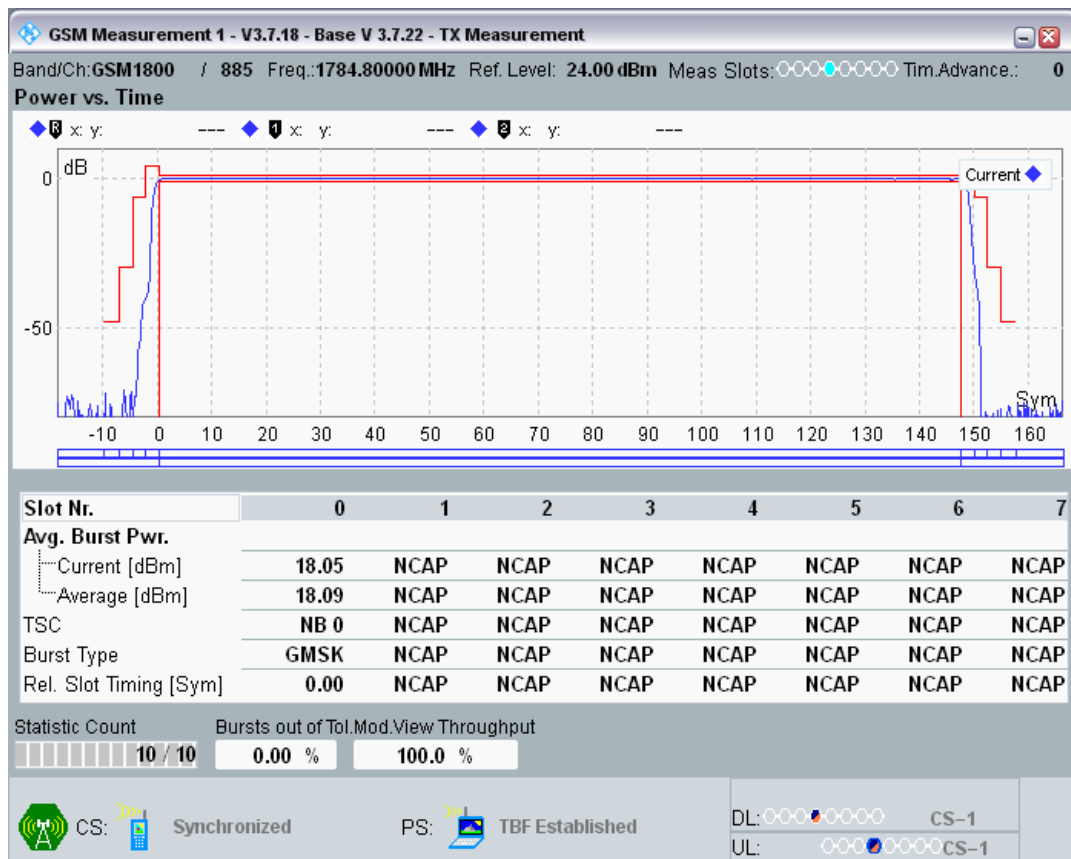 GSM Measurement 1 - V3.7.18 - Base V 3.7.22 - TX Measurement
Band/Ch:GSM1800 / 885 Freq.:1784.80000 MHz Ref. Level: 24.00 dBm Meas Slots: Tim.Advance.: 0
Power vs. Time
R x: y: --- 1 x: y: --- 2 x: y: ---
dB
0
Current
-50
Sym
-10 0 10 20 30 40 50 60 70 80 90 100 110 120 130 140 150 160
Slot Nr. 0 1 2 3 4 5 6 7
Avg. Burst Pwr.
Current [dBm] 18.05 NCAP NCAP NCAP NCAP NCAP NCAP NCAP
Average [dBm] 18.09 NCAP NCAP NCAP NCAP NCAP NCAP NCAP
TSC NB 0 NCAP NCAP NCAP NCAP NCAP NCAP NCAP
Burst Type GMSK NCAP NCAP NCAP NCAP NCAP NCAP NCAP
Rel. Slot Timing [Sym] 0.00 NCAP NCAP NCAP NCAP NCAP NCAP NCAP
Statistic Count Bursts out of Tol.Mod.View Throughput
10 / 10 0.00 % 100.0 %
CS: Synchronized PS: TBF Established
DL: CS-1
UL: CS-1